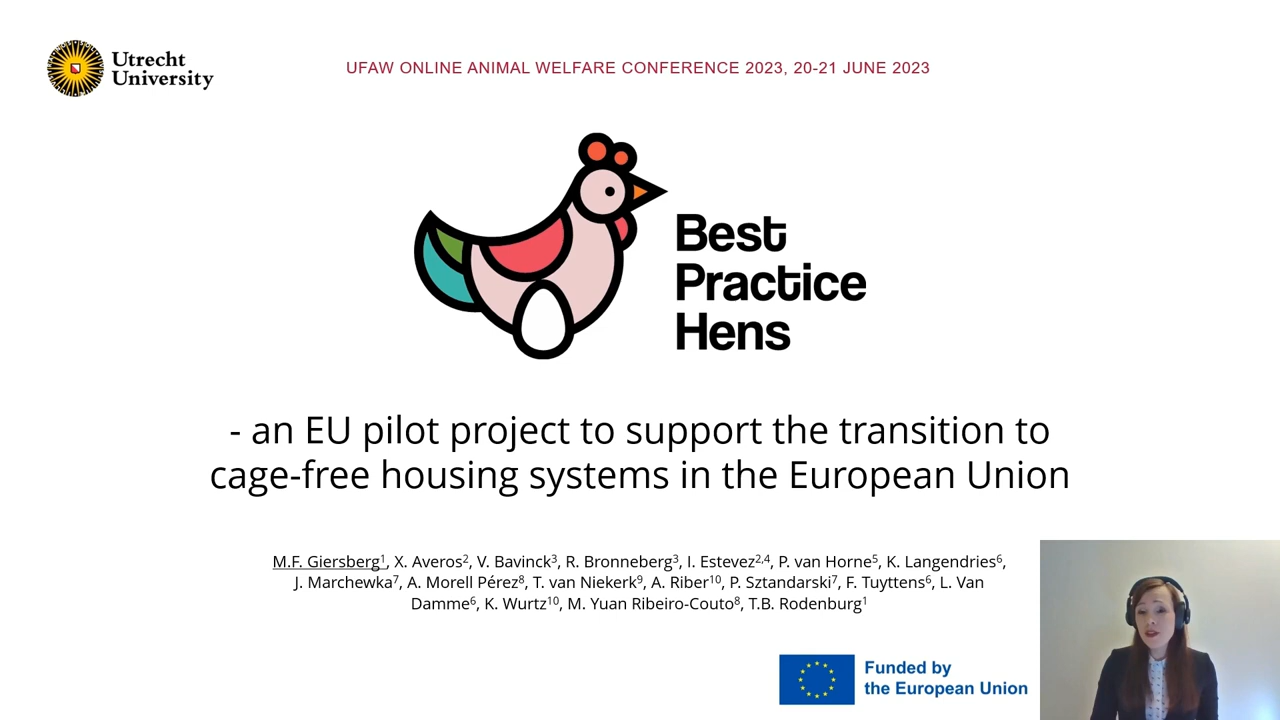 Utrecht
University
UFAW ONLINE ANIMAL WELFARE CONFERENCE 2023, 20-21 JUNE 2023
Best
Practice
Hens
- an EU pilot project to support the transition to
cage-free housing systems in the European Union
M.F. Giersberg¹, X. Averos², V. Bavinck³, R. Bronneberg³, I. Estevez²,⁴, P. van Horne⁵, K. Langendries⁶,
J. Marchewka⁷, A. Morell Pérez⁸, T. van Niekerk⁹, A. Riber¹⁰, P. Sztandarski⁷, F. Tuyttens⁶, L. Van
Damme⁶, K. Wurtz¹⁰, M. Yuan Ribeiro-Couto⁸, T.B. Rodenburg¹
Funded by
the European Union